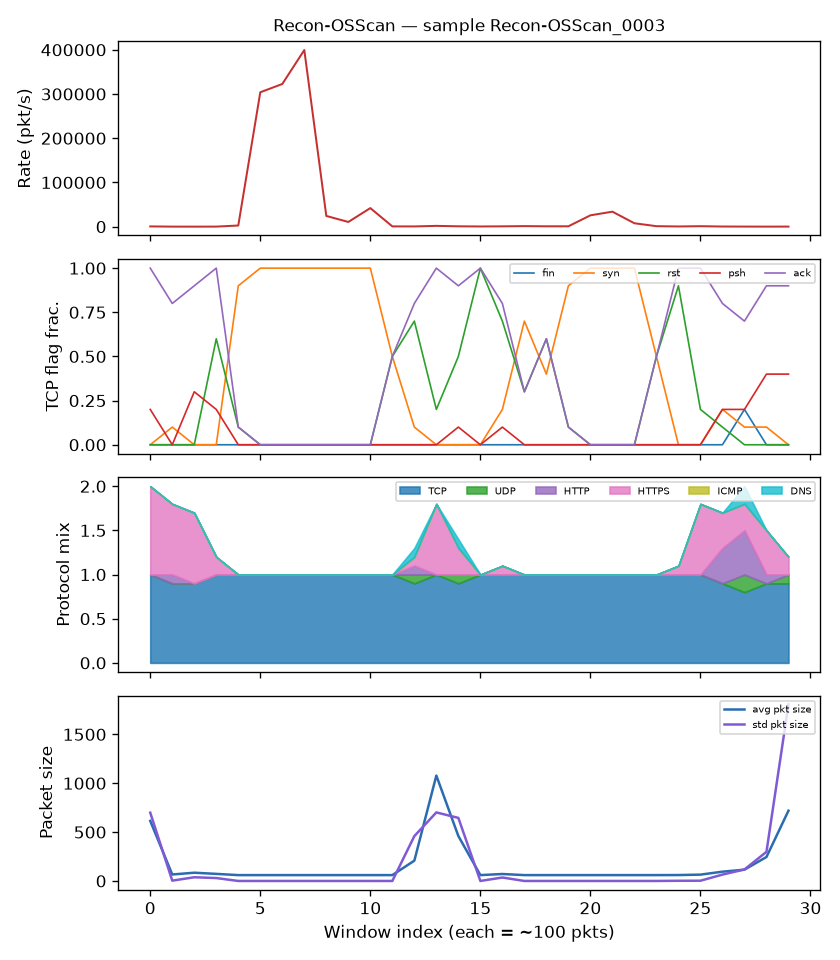 Recon-OSScan — sample Recon-OSScan_0003
400000
300000
200000
100000
0
Rate (pkt/s)
fin syn rst psh ack
1.00
0.75
0.50
0.25
0.00
TCP flag frac.
TCP UDP HTTP HTTPS ICMP DNS
2.0
1.5
1.0
0.5
0.0
Protocol mix
avg pkt size
std pkt size
1500
1000
500
0
Packet size
0 5 10 15 20 25 30
Window index (each = ~100 pkts)